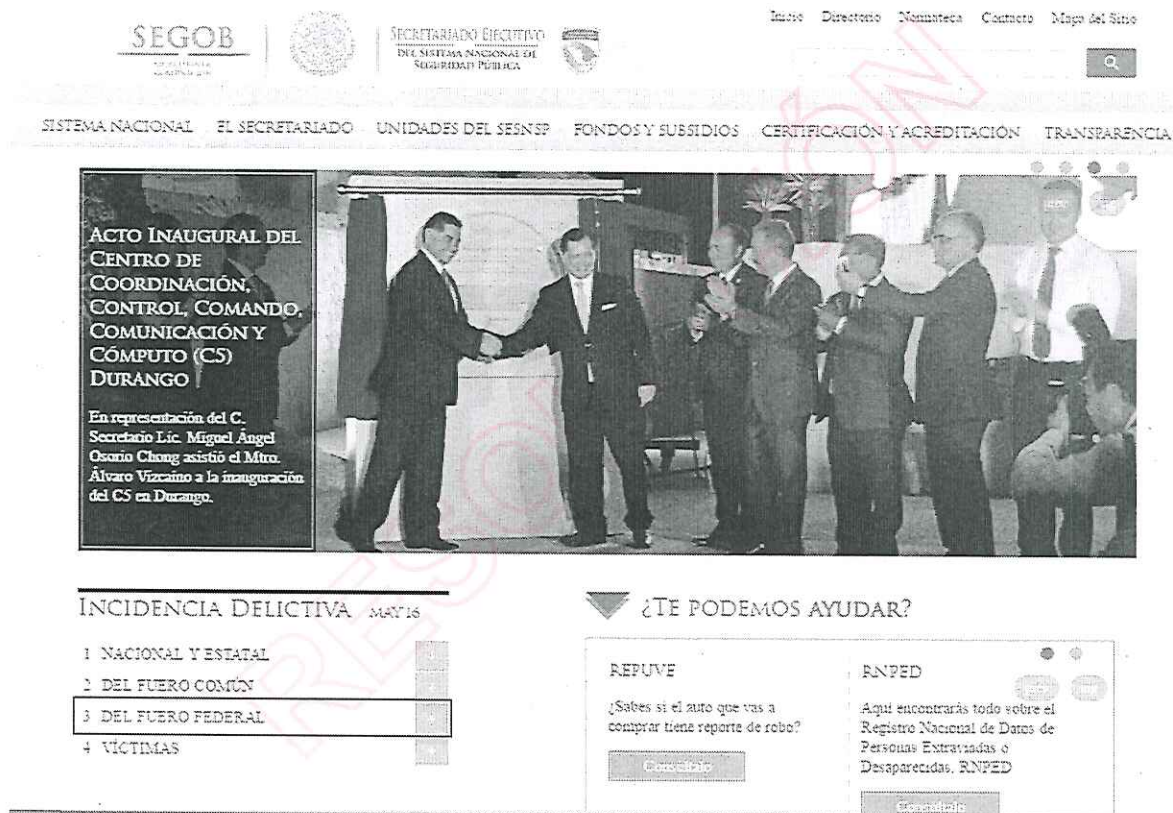 Inicio Directorio Normateca Contacto Mapa del Sitio
SEGOB
SECRETARIADO EJECUTIVO
DEL SISTEMA NACIONAL DE
SEGURIDAD PÚBLICA
SISTEMA NACIONAL EL SECRETARIADO UNIDADES DEL SESNSP FONDOS Y SUBSIDIOS CERTIFICACIÓN Y ACREDITACIÓN TRANSPARENCIA
ACTO INAUGURAL DEL
CENTRO DE
COORDINACIÓN,
CONTROL, COMANDO,
COMUNICACIÓN Y
CÓMPUTO (C5)
DURANGO
En representación del C.
Secretario Lic. Miguel Ángel
Osorio Chong asistió el Mtro.
Álvaro Vizcaíno a la inauguración
del C5 en Durango.
INCIDENCIA DELICTIVA MAY 16
1 NACIONAL Y ESTATAL
2 DEL FUERO COMÚN
3 DEL FUERO FEDERAL
4 VÍCTIMAS
¿TE PODEMOS AYUDAR?
REPUVE
¿Sabes si el auto que vas a
comprar tiene reporte de robo?
Consúltalo
RNPED
Aquí encontrarás todo sobre el
Registro Nacional de Datos de
Personas Extraviadas o
Desaparecidas, RNPED
Consúltalo